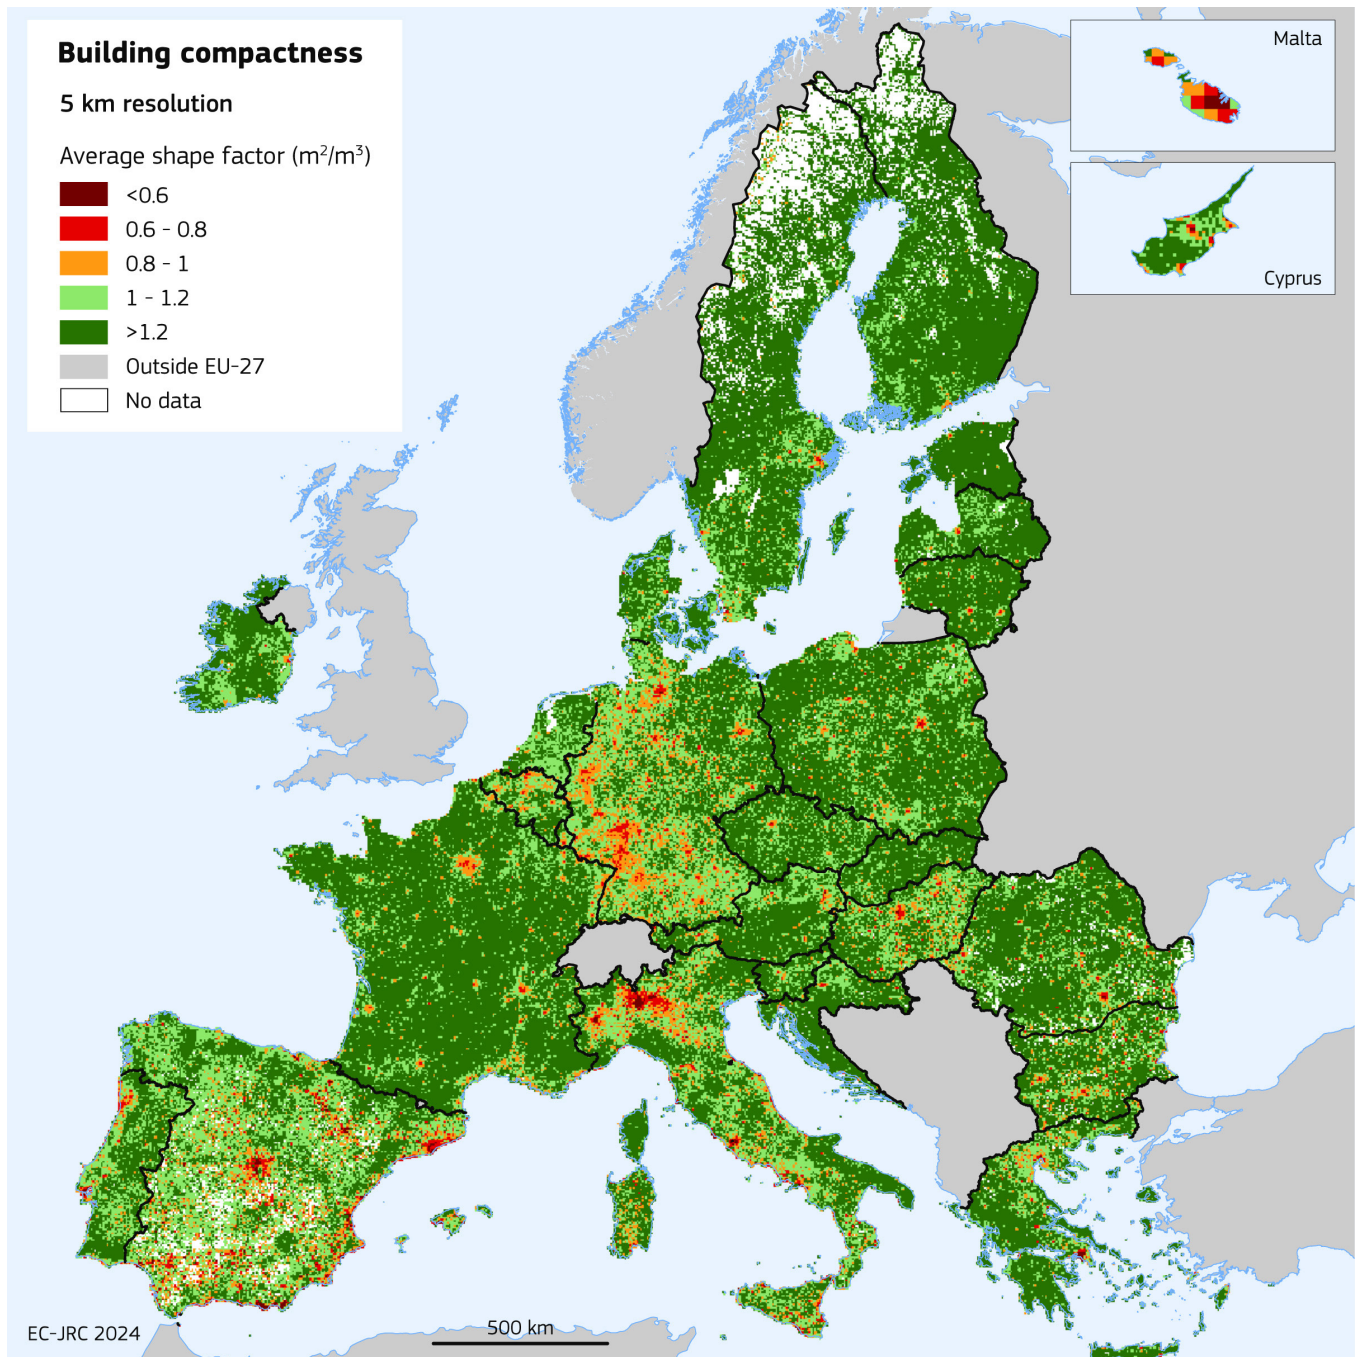 Building compactness
5 km resolution
Average shape factor (m²/m³)
<0.6
0.6 - 0.8
0.8 - 1
1 - 1.2
>1.2
Outside EU-27
No data
Malta
Cyprus
EC-JRC 2024
500 km